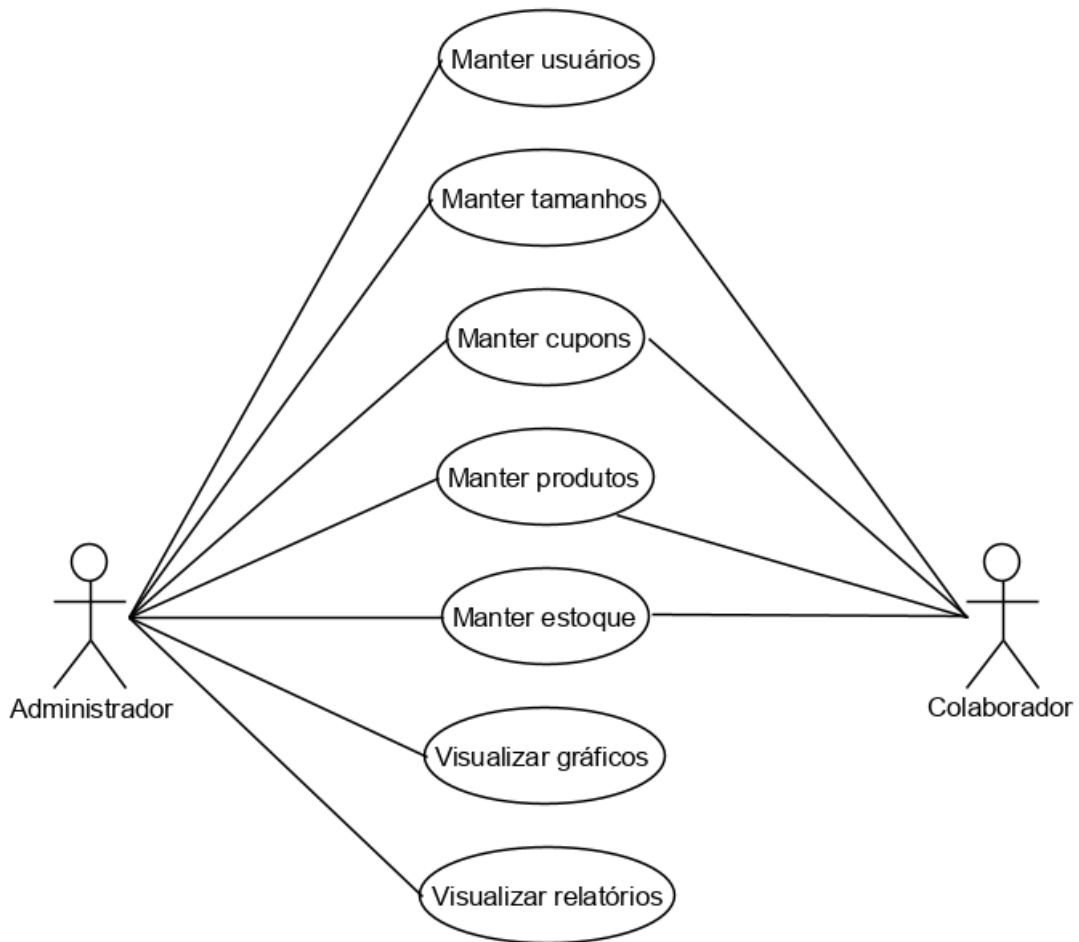 Manter usuários
Manter tamanhos
Manter cupons
Manter produtos
Manter estoque
Administrador
Colaborador
Visualizar gráficos
Visualizar relatórios